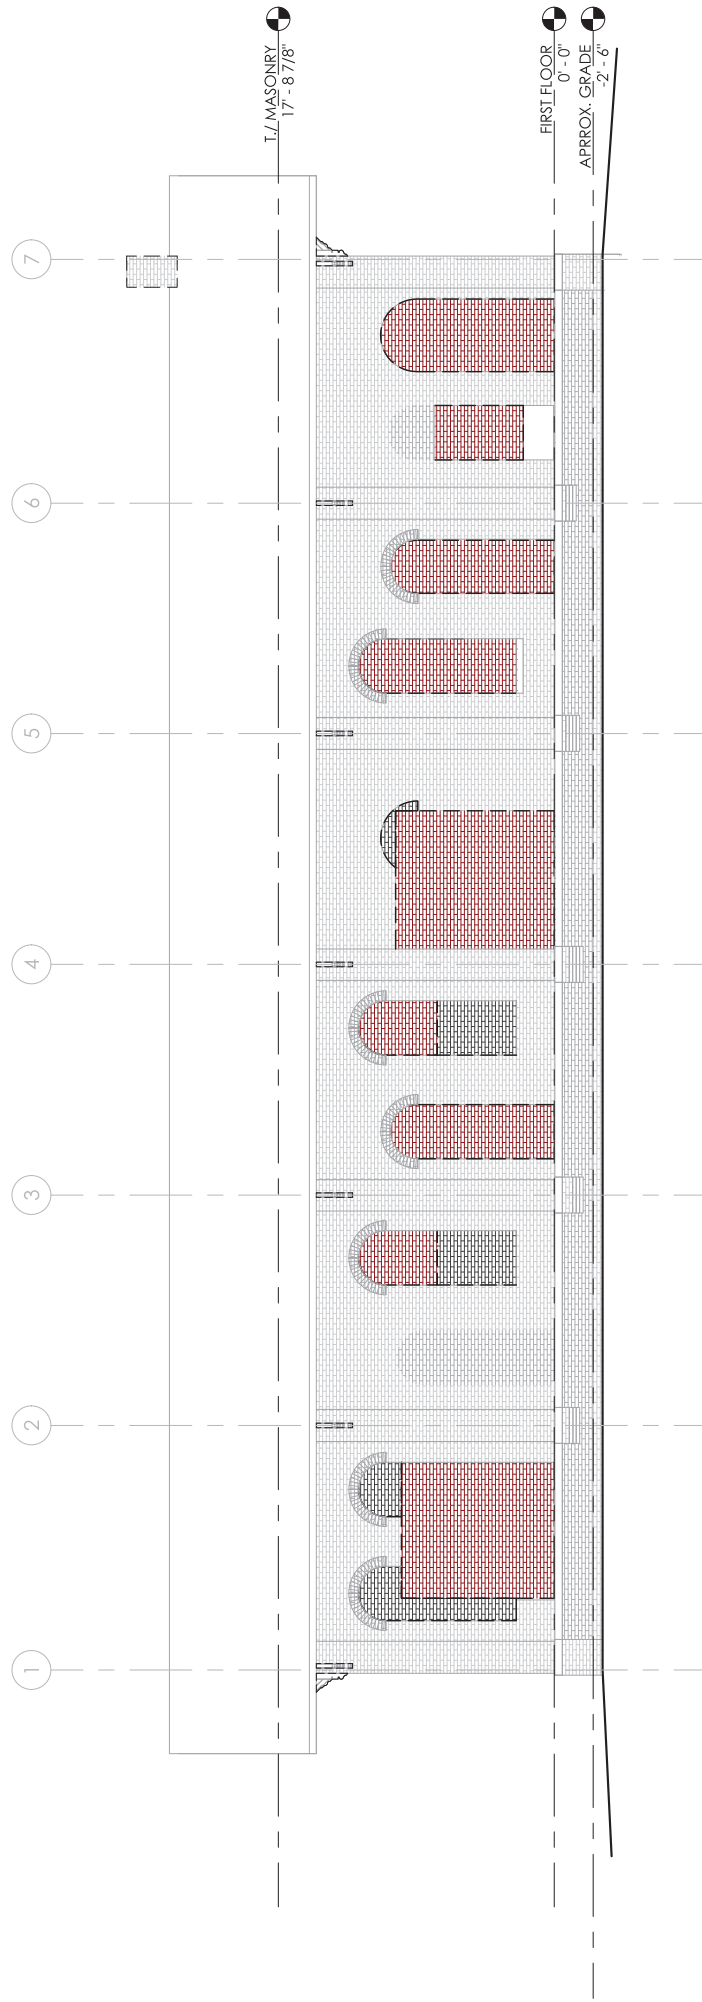 T./ MASONRY
17' - 8 7/8"
FIRST FLOOR
0' - 0"
APRROX. GRADE
-2' - 6"
7
6
5
4
3
2
1